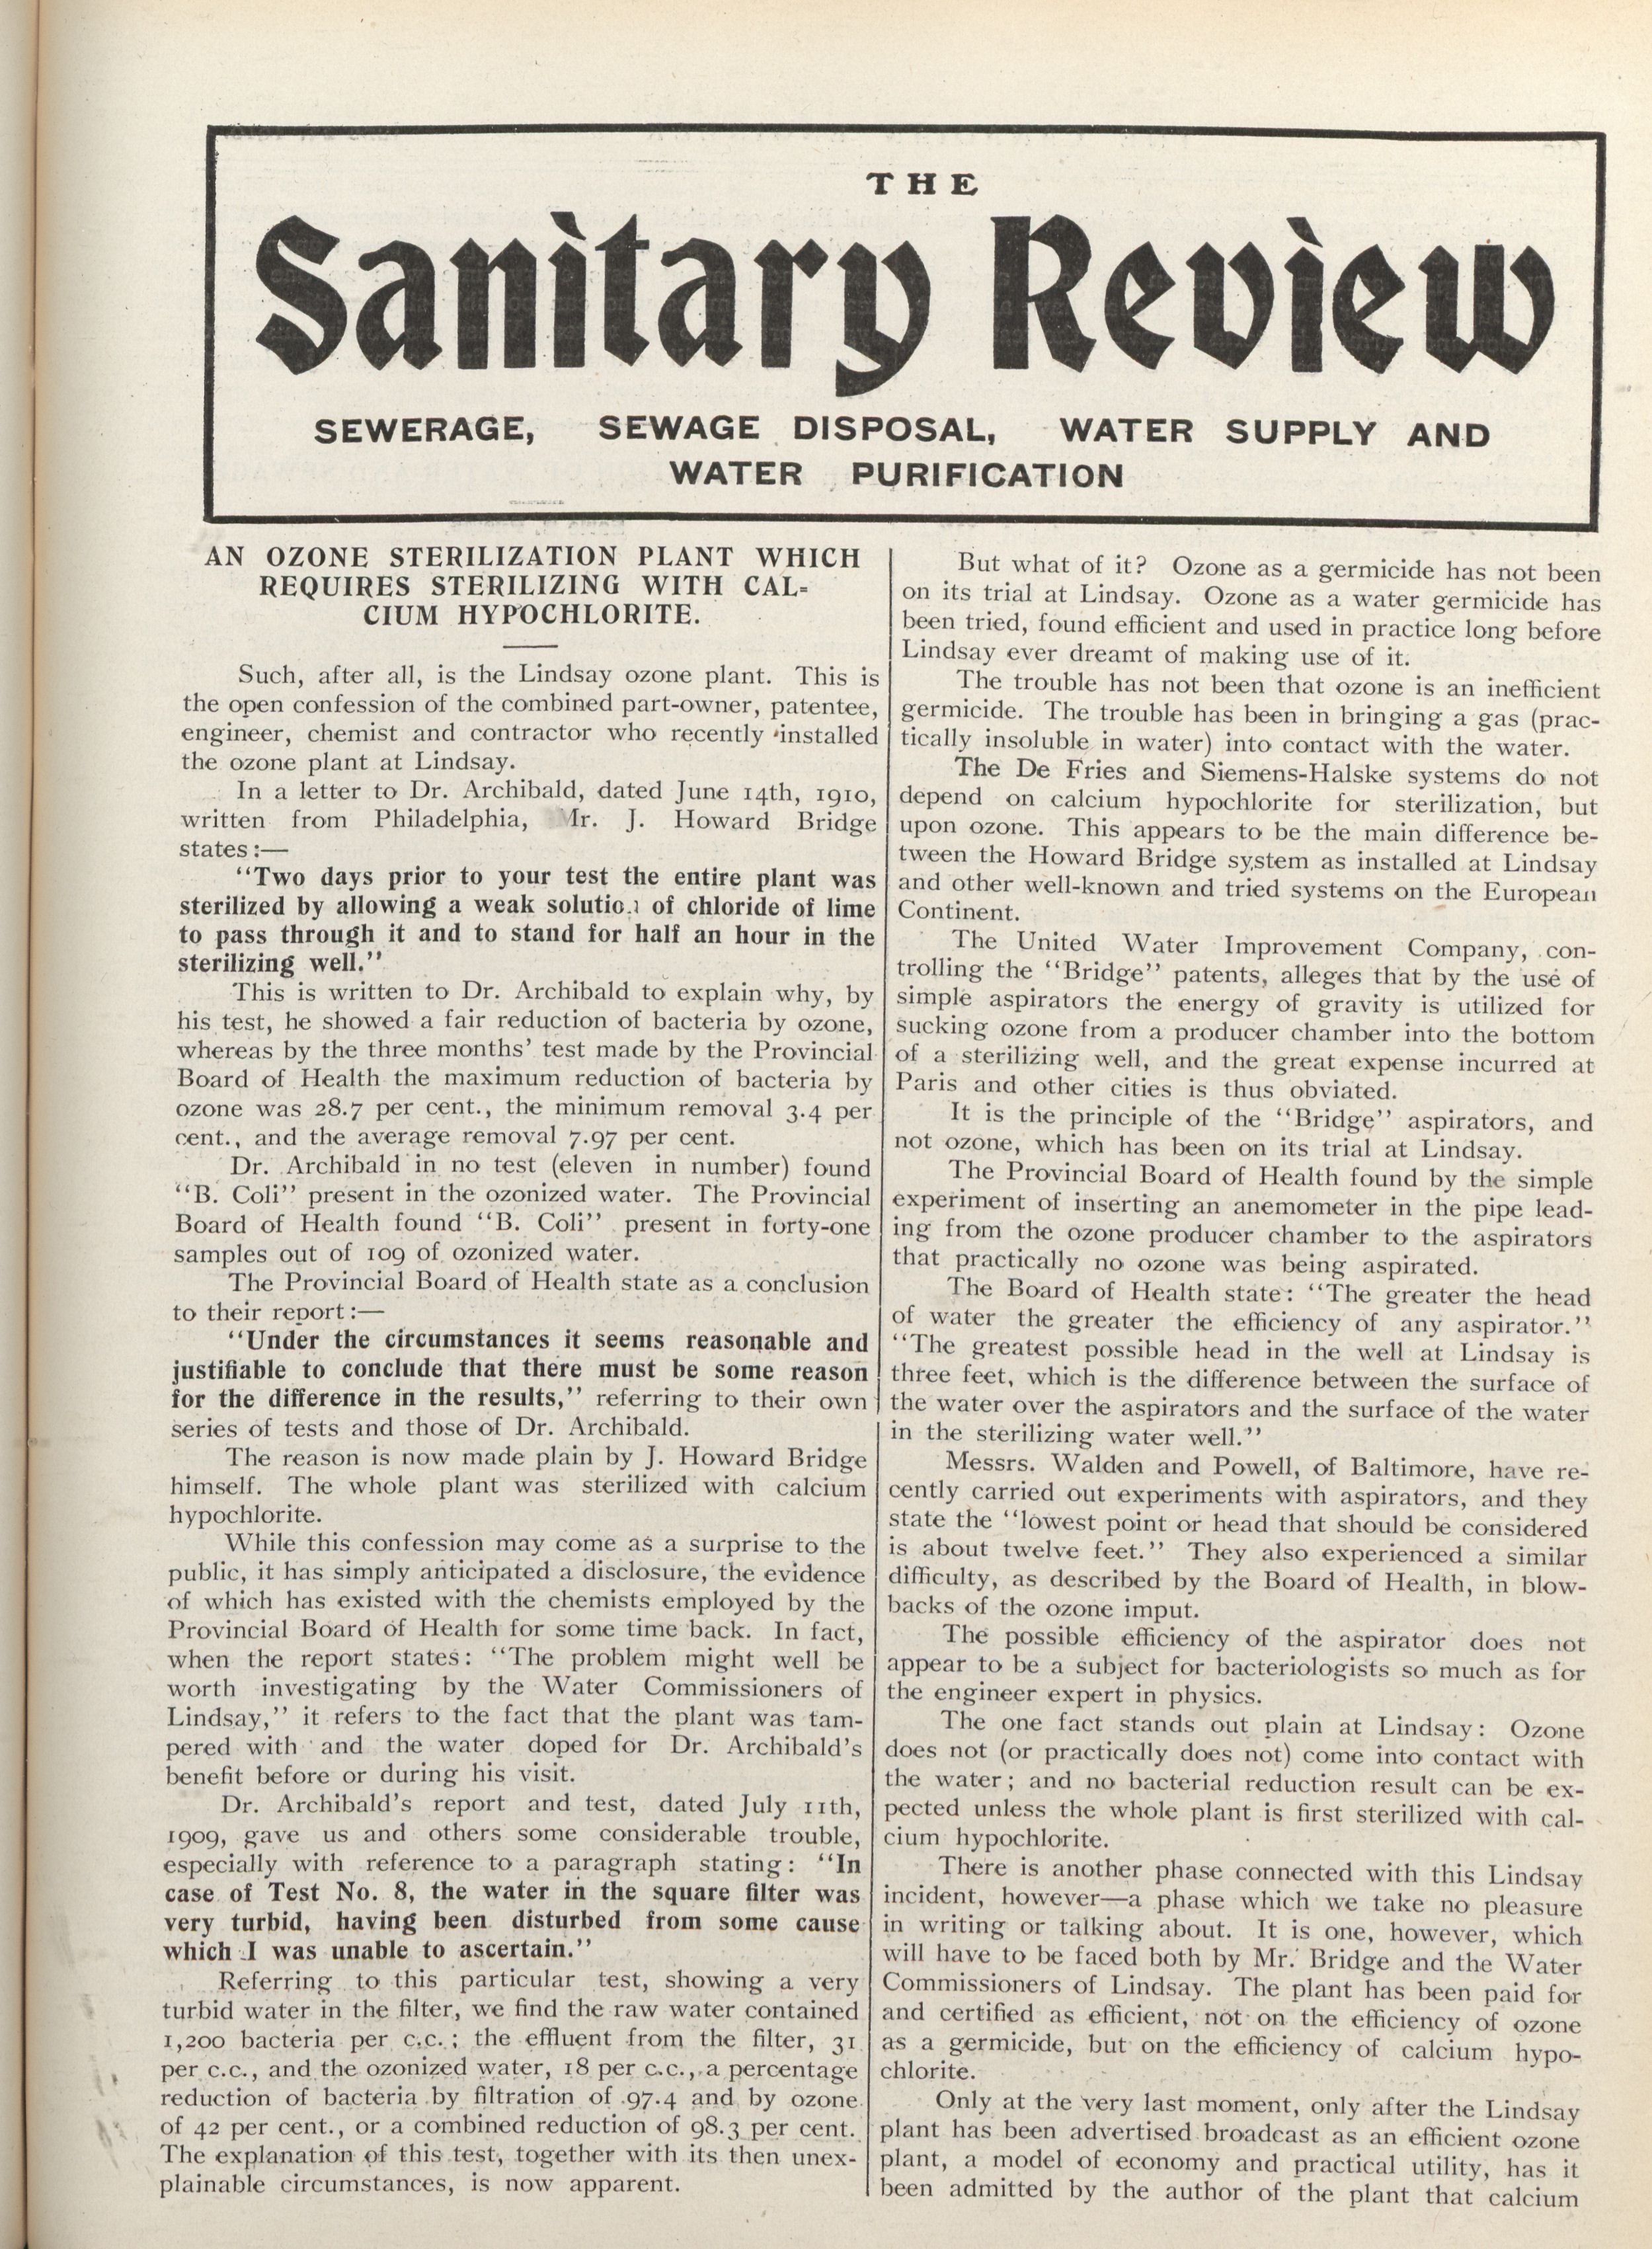 THE
Sanitary Review
SEWERAGE, SEWAGE DISPOSAL, WATER SUPPLY AND
WATER PURIFICATION
AN OZONE STERILIZATION PLANT WHICH
REQUIRES STERILIZING WITH CAL-
CIUM HYPOCHLORITE.
Such, after all, is the Lindsay ozone plant. This is
the open confession of the combined part-owner, patentee,
engineer, chemist and contractor who recently installed
the ozone plant at Lindsay.
In a letter to Dr. Archibald, dated June 14th, 1910,
written from Philadelphia, Mr. J. Howard Bridge
states:—
"Two days prior to your test the entire plant was
sterilized by allowing a weak solution of chloride of lime
to pass through it and to stand for half an hour in the
sterilizing well."
This is written to Dr. Archibald to explain why, by
his test, he showed a fair reduction of bacteria by ozone,
whereas by the three months' test made by the Provincial
Board of Health the maximum reduction of bacteria by
ozone was 28.7 per cent., the minimum removal 3.4 per
cent., and the average removal 7.97 per cent.
Dr. Archibald in no test (eleven in number) found
"B. Coli" present in the ozonized water. The Provincial
Board of Health found "B. Coli" present in forty-one
samples out of 109 of ozonized water.
The Provincial Board of Health state as a conclusion
to their report:—
"Under the circumstances it seems reasonable and
justifiable to conclude that there must be some reason
for the difference in the results," referring to their own
series of tests and those of Dr. Archibald.
The reason is now made plain by J. Howard Bridge
himself. The whole plant was sterilized with calcium
hypochlorite.
While this confession may come as a surprise to the
public, it has simply anticipated a disclosure, the evidence
of which has existed with the chemists employed by the
Provincial Board of Health for some time back. In fact,
when the report states: "The problem might well be
worth investigating by the Water Commissioners of
Lindsay," it refers to the fact that the plant was tam-
pered with and the water doped for Dr. Archibald's
benefit before or during his visit.
Dr. Archibald's report and test, dated July 11th,
1909, gave us and others some considerable trouble,
especially with reference to a paragraph stating: "In
case of Test No. 8, the water in the square filter was
very turbid, having been disturbed from some cause
which I was unable to ascertain."
Referring to this particular test, showing a very
turbid water in the filter, we find the raw water contained
1,200 bacteria per c.c.; the effluent from the filter, 31
per c.c., and the ozonized water, 18 per c.c., a percentage
reduction of bacteria by filtration of 97.4 and by ozone
of 42 per cent., or a combined reduction of 98.3 per cent.
The explanation of this test, together with its then unex-
plainable circumstances, is now apparent.
But what of it? Ozone as a germicide has not been
on its trial at Lindsay. Ozone as a water germicide has
been tried, found efficient and used in practice long before
Lindsay ever dreamt of making use of it.
The trouble has not been that ozone is an inefficient
germicide. The trouble has been in bringing a gas (prac-
tically insoluble in water) into contact with the water.
The De Fries and Siemens-Halske systems do not
depend on calcium hypochlorite for sterilization, but
upon ozone. This appears to be the main difference be-
tween the Howard Bridge system as installed at Lindsay
and other well-known and tried systems on the European
Continent.
The United Water Improvement Company, con-
trolling the "Bridge" patents, alleges that by the use of
simple aspirators the energy of gravity is utilized for
sucking ozone from a producer chamber into the bottom
of a sterilizing well, and the great expense incurred at
Paris and other cities is thus obviated.
It is the principle of the "Bridge" aspirators, and
not ozone, which has been on its trial at Lindsay.
The Provincial Board of Health found by the simple
experiment of inserting an anemometer in the pipe lead-
ing from the ozone producer chamber to the aspirators
that practically no ozone was being aspirated.
The Board of Health state: "The greater the head
of water the greater the efficiency of any aspirator."
"The greatest possible head in the well at Lindsay is
three feet, which is the difference between the surface of
the water over the aspirators and the surface of the water
in the sterilizing water well."
Messrs. Walden and Powell, of Baltimore, have re-
cently carried out experiments with aspirators, and they
state the "lowest point or head that should be considered
is about twelve feet." They also experienced a similar
difficulty, as described by the Board of Health, in blow-
backs of the ozone imput.
The possible efficiency of the aspirator does not
appear to be a subject for bacteriologists so much as for
the engineer expert in physics.
The one fact stands out plain at Lindsay: Ozone
does not (or practically does not) come into contact with
the water; and no bacterial reduction result can be ex-
pected unless the whole plant is first sterilized with cal-
cium hypochlorite.
There is another phase connected with this Lindsay
incident, however—a phase which we take no pleasure
in writing or talking about. It is one, however, which
will have to be faced both by Mr. Bridge and the Water
Commissioners of Lindsay. The plant has been paid for
and certified as efficient, not on the efficiency of ozone
as a germicide, but on the efficiency of calcium hypo-
chlorite.
Only at the very last moment, only after the Lindsay
plant has been advertised broadcast as an efficient ozone
plant, a model of economy and practical utility, has it
been admitted by the author of the plant that calcium